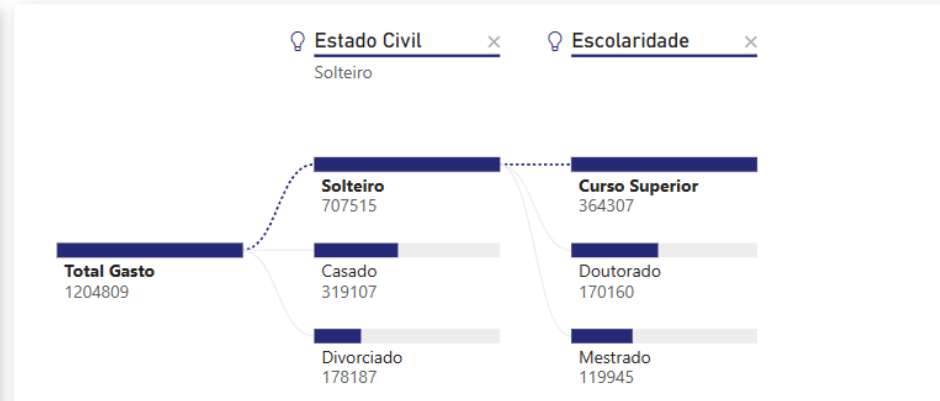 Estado Civil
Solteiro
Escolaridade
Total Gasto
1204809
Solteiro
707515
Casado
319107
Divorciado
178187
Curso Superior
364307
Doutorado
170160
Mestrado
119945